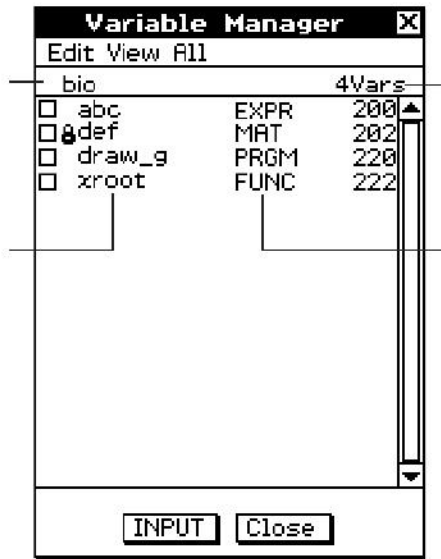 Variable Manager X
Edit View All
bio 4Vars
abc EXPR 200
def MAT 202
draw_g PRGM 220
xroot FUNC 222
INPUT Close